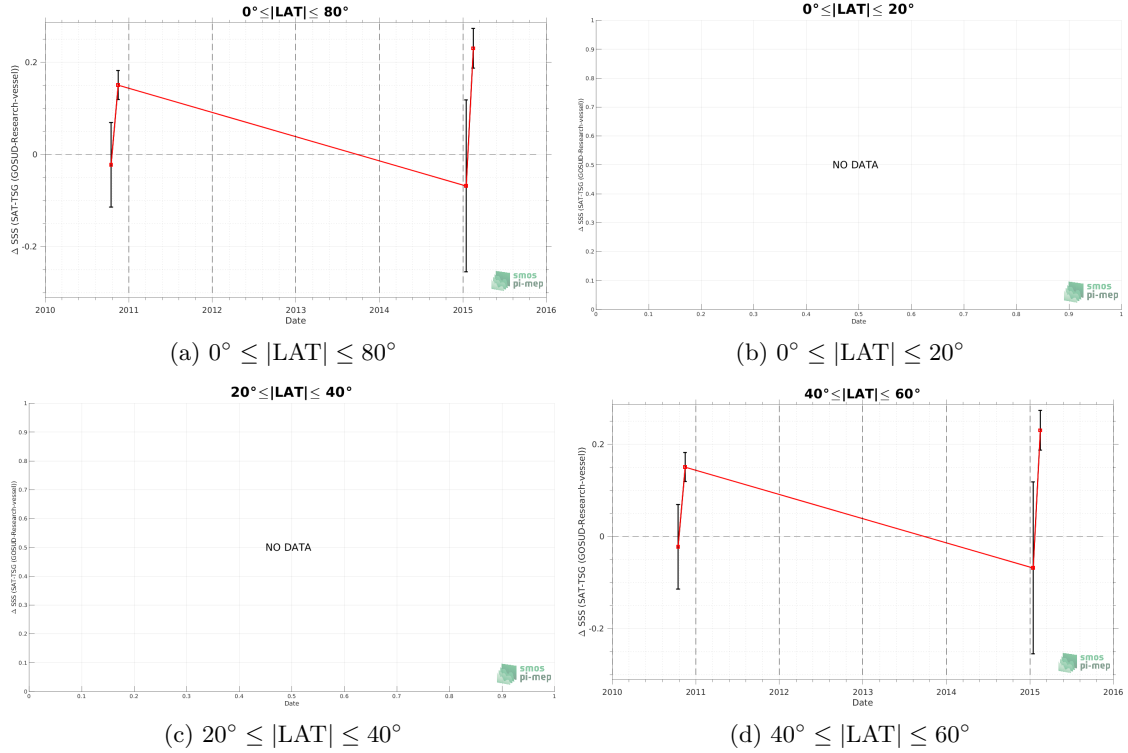 0°≤|LAT|≤ 80°
Δ SSS (SAT-TSG (GOSUD-Research-vessel))
0.2
0
-0.2
2010 2011 2012 2013 2014 2015 2016
Date
smos
pi-mep
(a) 0° ≤ |LAT| ≤ 80°
0°≤|LAT|≤ 20°
Δ SSS (SAT-TSG (GOSUD-Research-vessel))
1
0.9
0.8
0.7
0.6
0.5
0.4
0.3
0.2
0.1
0
NO DATA
0 0.1 0.2 0.3 0.4 0.5 0.6 0.7 0.8 0.9 1
Date
smos
pi-mep
(b) 0° ≤ |LAT| ≤ 20°
20°≤|LAT|≤ 40°
Δ SSS (SAT-TSG (GOSUD-Research-vessel))
1
0.9
0.8
0.7
0.6
0.5
0.4
0.3
0.2
0.1
0
NO DATA
0 0.1 0.2 0.3 0.4 0.5 0.6 0.7 0.8 0.9 1
Date
smos
pi-mep
(c) 20° ≤ |LAT| ≤ 40°
40°≤|LAT|≤ 60°
Δ SSS (SAT-TSG (GOSUD-Research-vessel))
0.2
0
-0.2
2010 2011 2012 2013 2014 2015 2016
Date
smos
pi-mep
(d) 40° ≤ |LAT| ≤ 60°